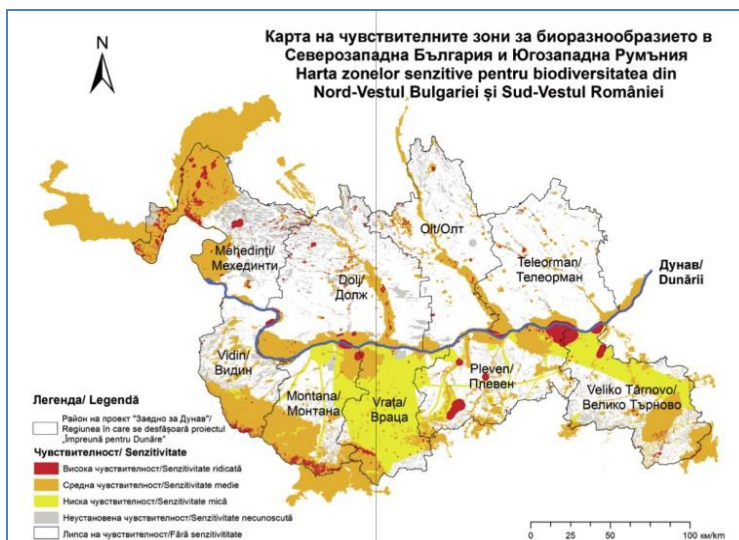 Карта на чувствителните зони за биоразнообразието в
Северозападна България и Югозападна Румъния
Harta zonelor senzitive pentru biodiversitatea din
Nord-Vestul Bulgariei și Sud-Vestul României
N
Olt/Олт
Mehedinți/
Мехединти
Dolj/
Долж
Teleorman/
Телеорман
Дунав/
Dunării
Vidin/
Видин
Montana/
Монтана
Vrața/
Враца
Pleven/
Плевен
Veliko Târnovo/
Велико Търново
Легенда/ Legendă
Район на проект "Заедно за Дунав"/
Regiunea în care se desfășoară proiectul
„Împreună pentru Dunăre”
Чувствителност/ Senzitivitate
Висока чувствителност/Senzitivitate ridicată
Средна чувствителност/Senzitivitate medie
Ниска чувствителност/Senzitivitate mică
Неустановена чувствителност/Senzitivitate necunoscută
Липса на чувствителност/Fără senzitivititate
0 25 50 100 км/km